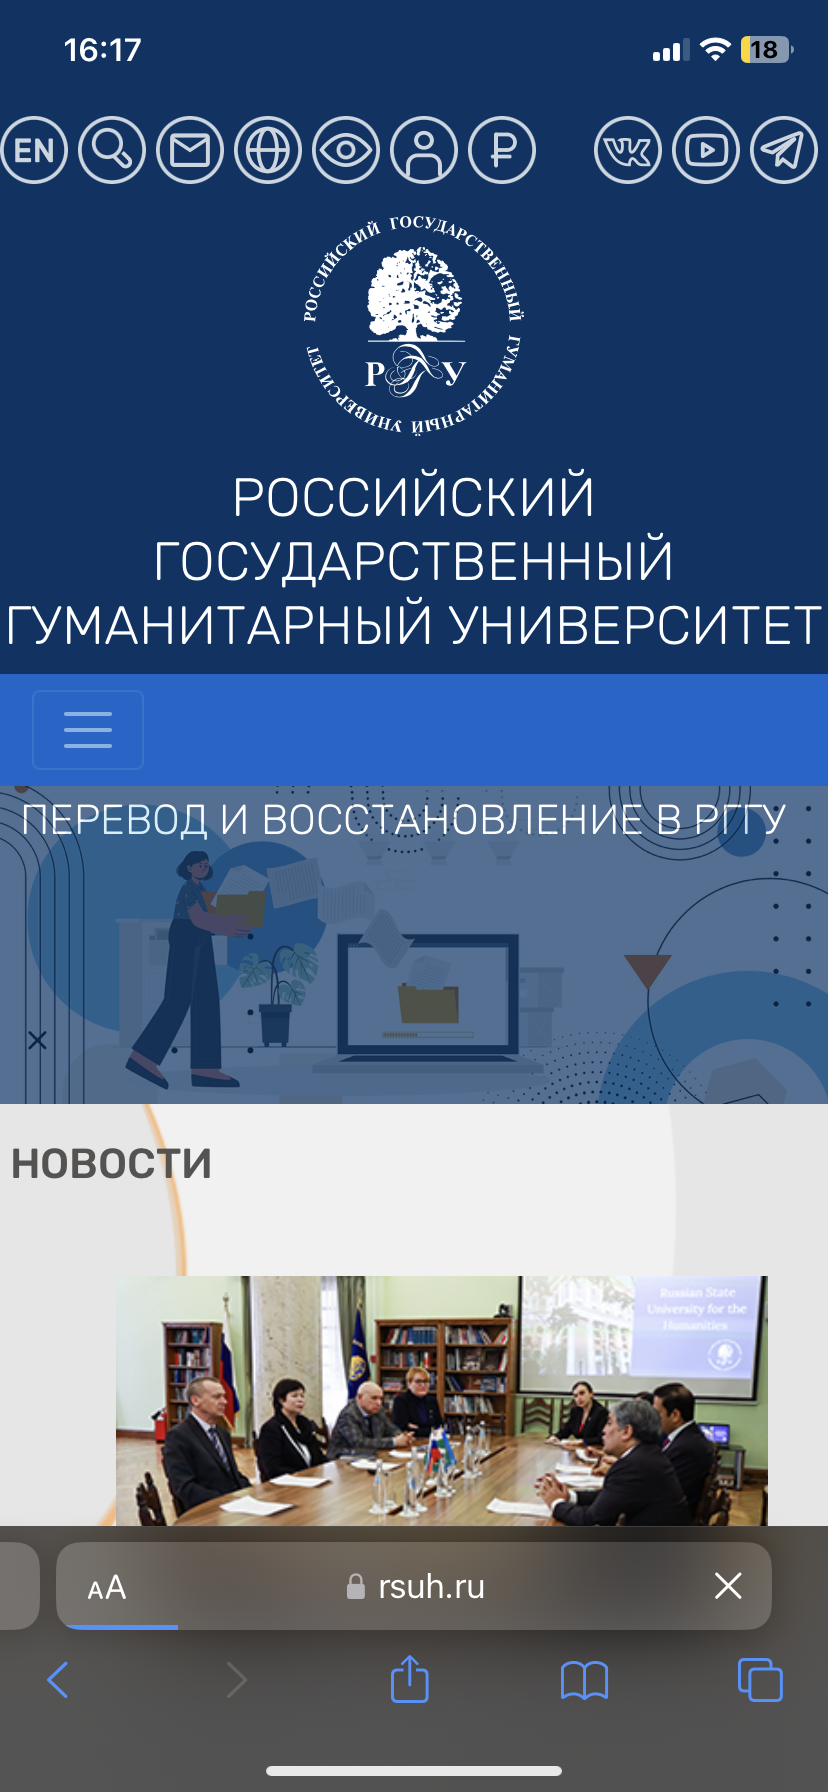 16:17
18
EN
РОССИЙСКИЙ ГОСУДАРСТВЕННЫЙ ГУМАНИТАРНЫЙ УНИВЕРСИТЕТ
РГГУ
РОССИЙСКИЙ
ГОСУДАРСТВЕННЫЙ
ГУМАНИТАРНЫЙ УНИВЕРСИТЕТ
ПЕРЕВОД И ВОССТАНОВЛЕНИЕ В РГГУ
НОВОСТИ
Russian State
University for the
Humanities
AA
rsuh.ru